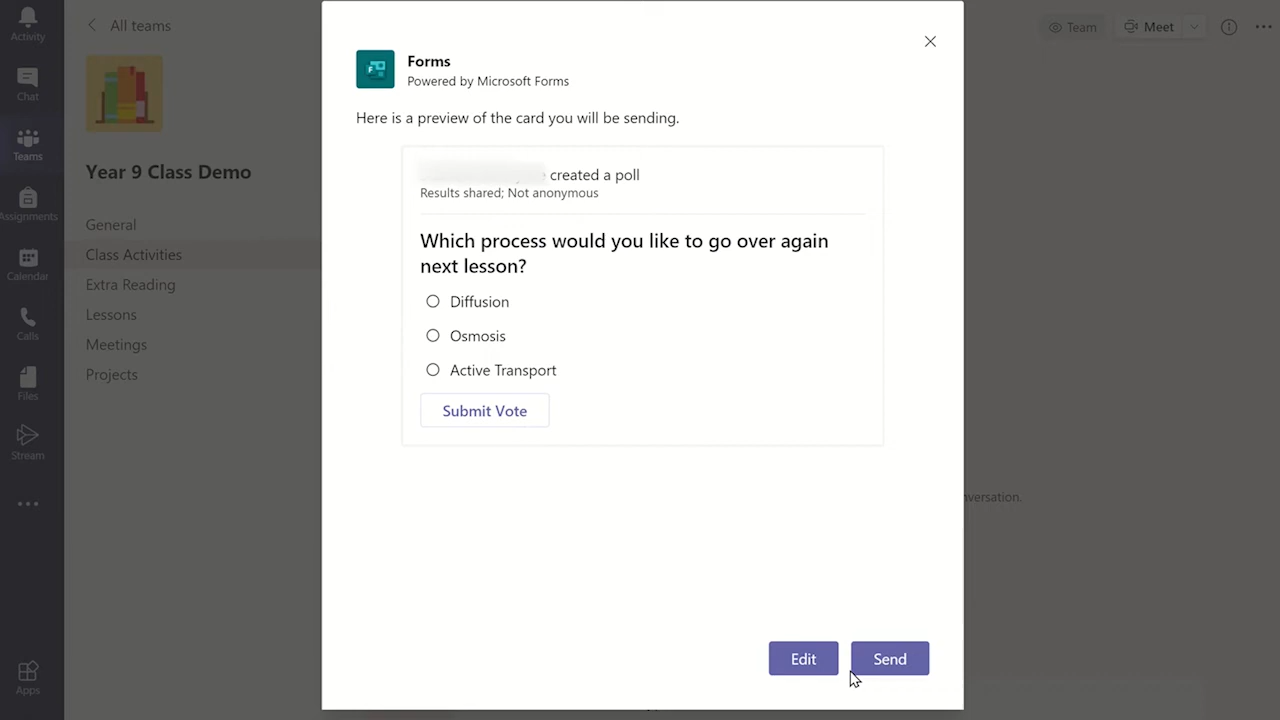 Activity
Chat
Teams
Assignments
Calendar
Calls
Files
Stream
Apps
All teams
Year 9 Class Demo
General
Class Activities
Extra Reading
Lessons
Meetings
Projects
Forms
Powered by Microsoft Forms
Here is a preview of the card you will be sending.
created a poll
Results shared; Not anonymous
Which process would you like to go over again
next lesson?
Diffusion
Osmosis
Active Transport
Submit Vote
Edit
Send
Team
Meet
nversation.